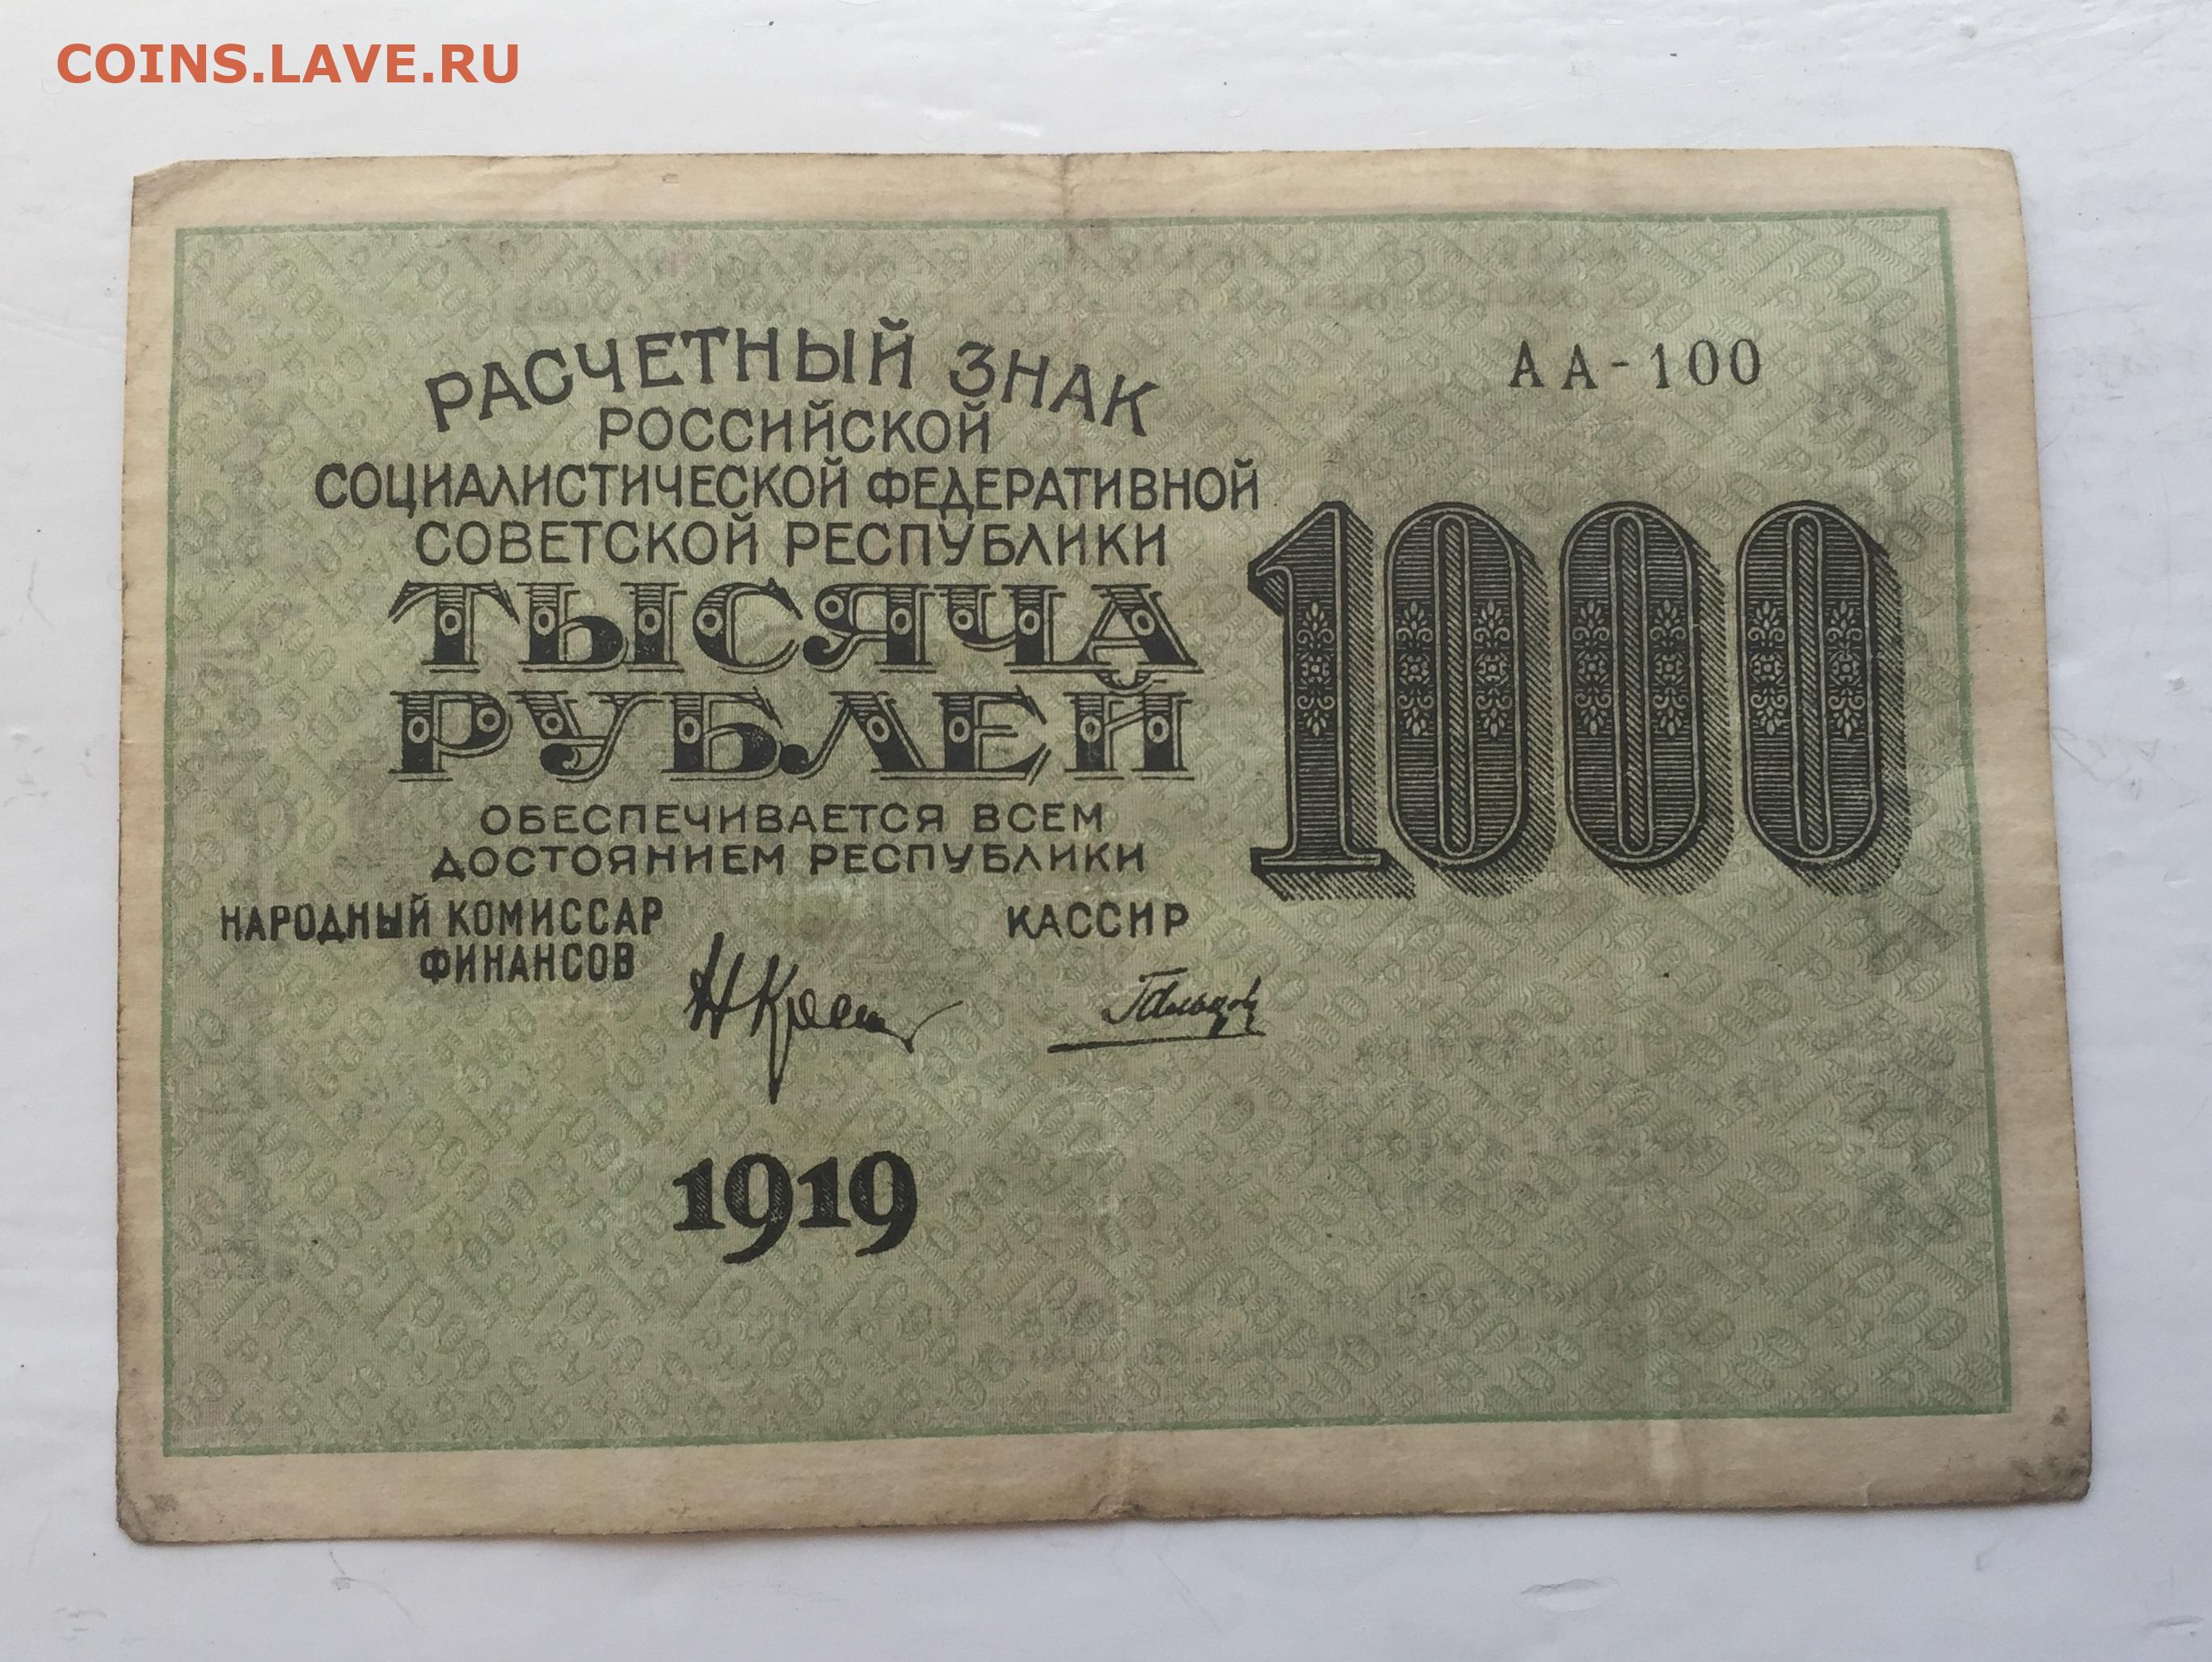 COINS.LAVE.RU
РАСЧЕТНЫЙ ЗНАК
РОССИЙСКОЙ
СОЦИАЛИСТИЧЕСКОЙ ФЕДЕРАТИВНОЙ
СОВЕТСКОЙ РЕСПУБЛИКИ
ТЫСЯЧА
РУБЛЕЙ
ОБЕСПЕЧИВАЕТСЯ ВСЕМ
ДОСТОЯНИЕМ РЕСПУБЛИКИ
НАРОДНЫЙ КОМИССАР
ФИНАНСОВ
КАССИР
1919
АА-100
1000